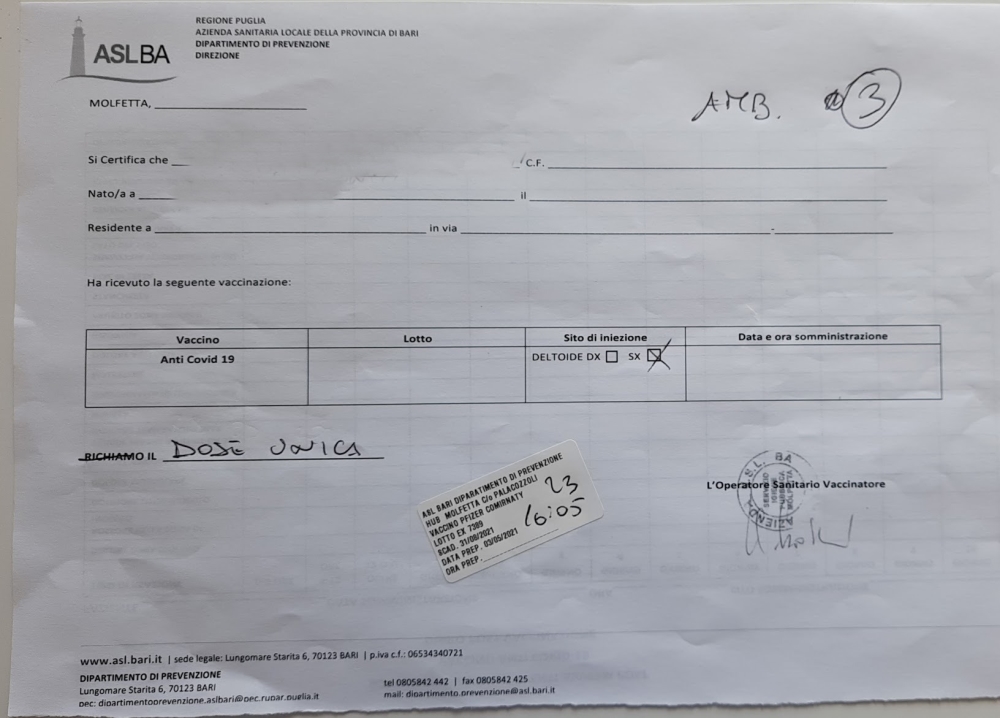 REGIONE PUGLIA
AZIENDA SANITARIA LOCALE DELLA PROVINCIA DI BARI
DIPARTIMENTO DI PREVENZIONE
DIREZIONE
ASL BA
MOLFETTA,
AMB. 3
Si Certifica che C.F.
Nato/a a il
Residente a in via -
Ha ricevuto la seguente vaccinazione:
Vaccino Lotto Sito di iniezione Data e ora somministrazione
Anti Covid 19 DELTOIDE DX SX
RICHIAMO IL DOSE UNICA
ASL BARI DIPARATIMENTO DI PREVENZIONE
HUB MOLFETTA C/o PALACOZZOLI 23
VACCINO PFIZER COMIRNATY
LOTTO EX 7389 16:05
SCAD. 31/08/2021
DATA PREP. 03/05/2021
ORA PREP.
L'Operatore Sanitario Vaccinatore
www.asl.bari.it | sede legale: Lungomare Starita 6, 70123 BARI | p.iva c.f.: 06534340721
DIPARTIMENTO DI PREVENZIONE
Lungomare Starita 6, 70123 BARI tel 0805842 442 | fax 0805842 425
pec: dipartimentoprevenzione.aslbari@pec.rupar.puglia.it mail: dipartimento.prevenzione@asl.bari.it